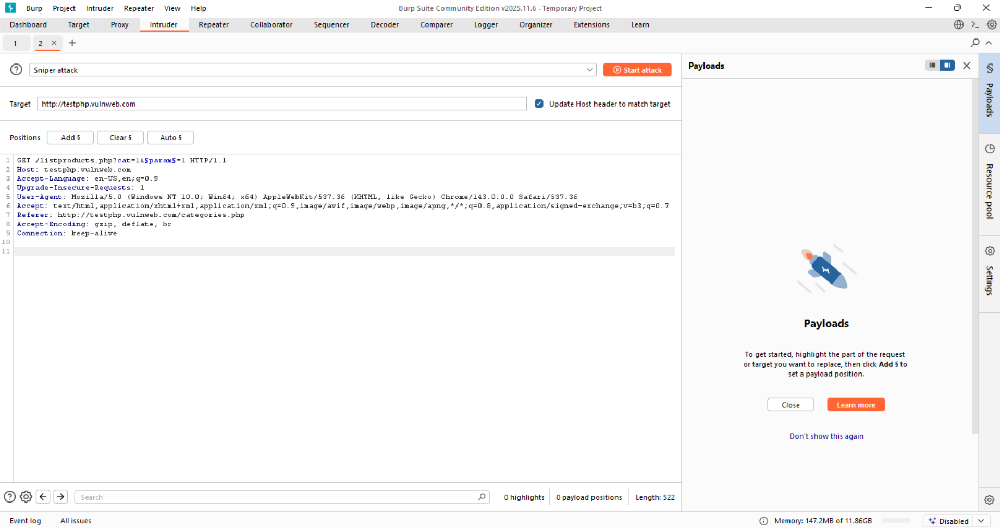 Burp Project Intruder Repeater View Help
Burp Suite Community Edition v2025.11.6 - Temporary Project
Dashboard Target Proxy Intruder Repeater Collaborator Sequencer Decoder Comparer Logger Organizer Extensions Learn
1 2
Sniper attack
Start attack
Target http://testphp.vulnweb.com
Update Host header to match target
Positions Add § Clear § Auto §
1 GET /listproducts.php?cat=1&§param§=1 HTTP/1.1
2 Host: testphp.vulnweb.com
3 Accept-Language: en-US,en;q=0.9
4 Upgrade-Insecure-Requests: 1
5 User-Agent: Mozilla/5.0 (Windows NT 10.0; Win64; x64) AppleWebKit/537.36 (KHTML, like Gecko) Chrome/143.0.0.0 Safari/537.36
6 Accept: text/html,application/xhtml+xml,application/xml;q=0.9,image/avif,image/webp,image/apng,*/*;q=0.8,application/signed-exchange;v=b3;q=0.7
7 Referer: http://testphp.vulnweb.com/categories.php
8 Accept-Encoding: gzip, deflate, br
9 Connection: keep-alive
10
11
Search
0 highlights
0 payload positions
Length: 522
Payloads
Payloads
To get started, highlight the part of the request
or target you want to replace, then click Add § to
set a payload position.
Close Learn more
Don't show this again
§ Payloads
Resource pool
Settings
Event log All issues
Memory: 147.2MB of 11.86GB
Disabled